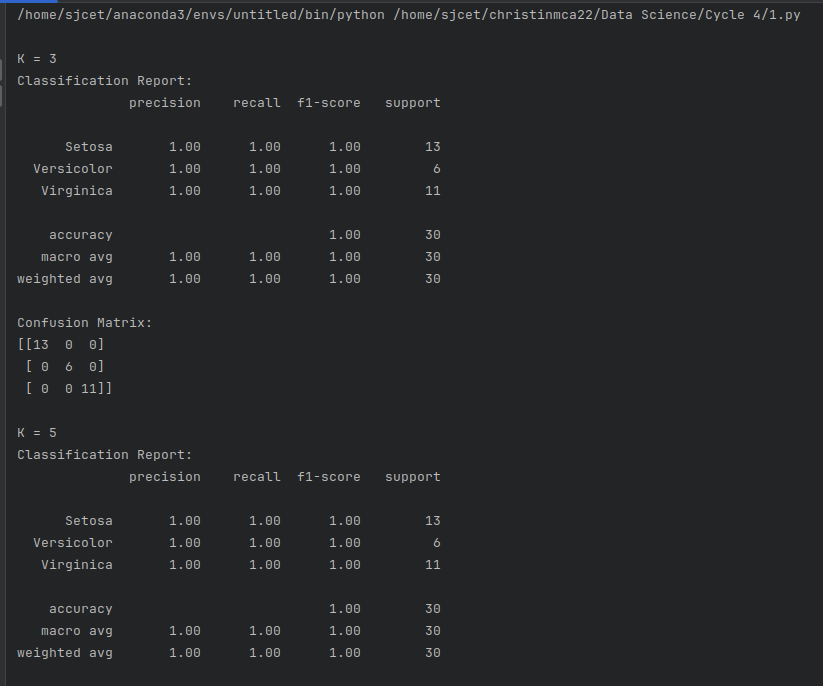 /home/sjcet/anaconda3/envs/untitled/bin/python /home/sjcet/christinmca22/Data Science/Cycle 4/1.py
K = 3
Classification Report:
precision recall f1-score support
Setosa 1.00 1.00 1.00 13
Versicolor 1.00 1.00 1.00 6
Virginica 1.00 1.00 1.00 11
accuracy 1.00 30
macro avg 1.00 1.00 1.00 30
weighted avg 1.00 1.00 1.00 30
Confusion Matrix:
[[13 0 0]
[ 0 6 0]
[ 0 0 11]]
K = 5
Classification Report:
precision recall f1-score support
Setosa 1.00 1.00 1.00 13
Versicolor 1.00 1.00 1.00 6
Virginica 1.00 1.00 1.00 11
accuracy 1.00 30
macro avg 1.00 1.00 1.00 30
weighted avg 1.00 1.00 1.00 30